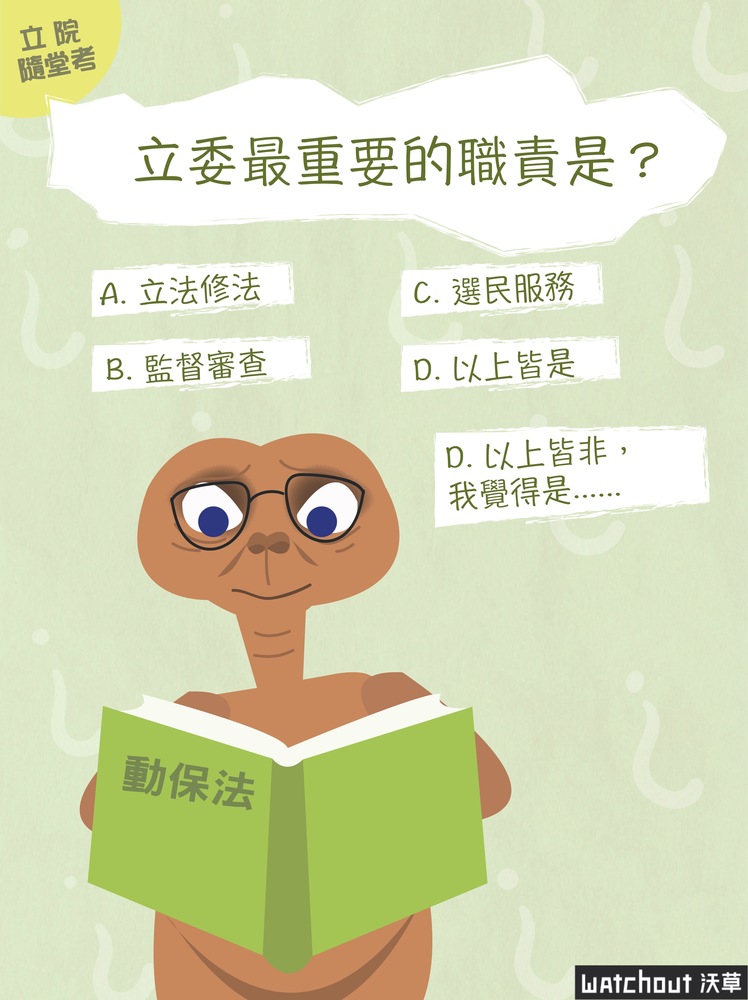 立院
隨堂考
立委最重要的職責是？
A. 立法修法
B. 監督審查
C. 選民服務
D. 以上皆是
D. 以上皆非，
我覺得是......
動保法
watchout 沃草